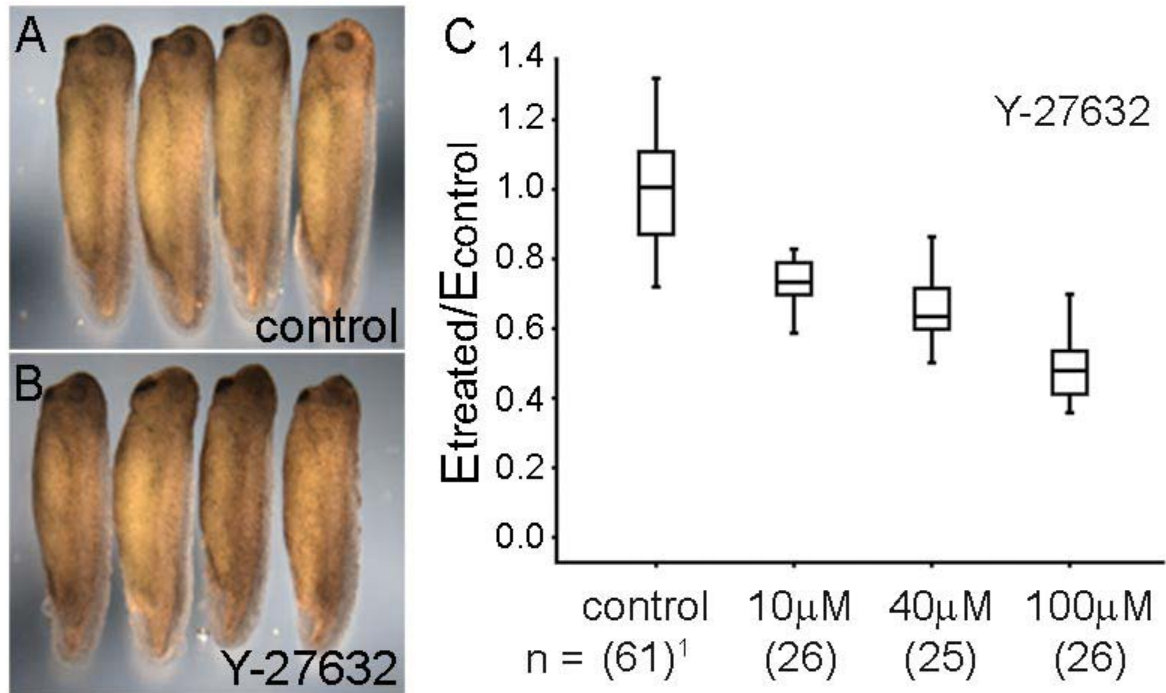 A
control
B
Y-27632
C
Y-27632
Etreated/Econtrol
1.4
1.2
1.0
0.8
0.6
0.4
0.2
0.0
control 10µM 40µM 100µM
n = (61)¹ (26) (25) (26)